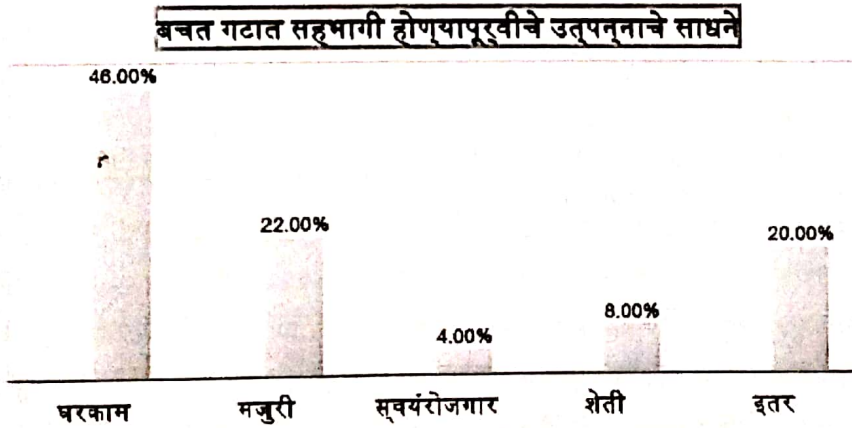 बचत गटात सहभागी होण्यापूर्वीचे उत्पन्नाचे साधने
46.00%
22.00%
4.00%
8.00%
20.00%
घरकाम
मजुरी
स्वयंरोजगार
शेती
इतर